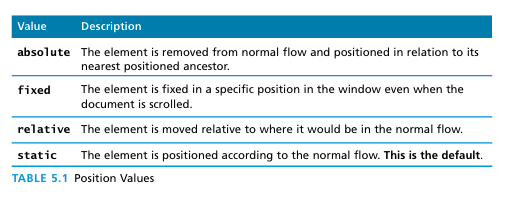 Value Description
absolute The element is removed from normal flow and positioned in relation to its
nearest positioned ancestor.
fixed The element is fixed in a specific position in the window even when the
document is scrolled.
relative The element is moved relative to where it would be in the normal flow.
static The element is positioned according to the normal flow. This is the default.
TABLE 5.1 Position Values